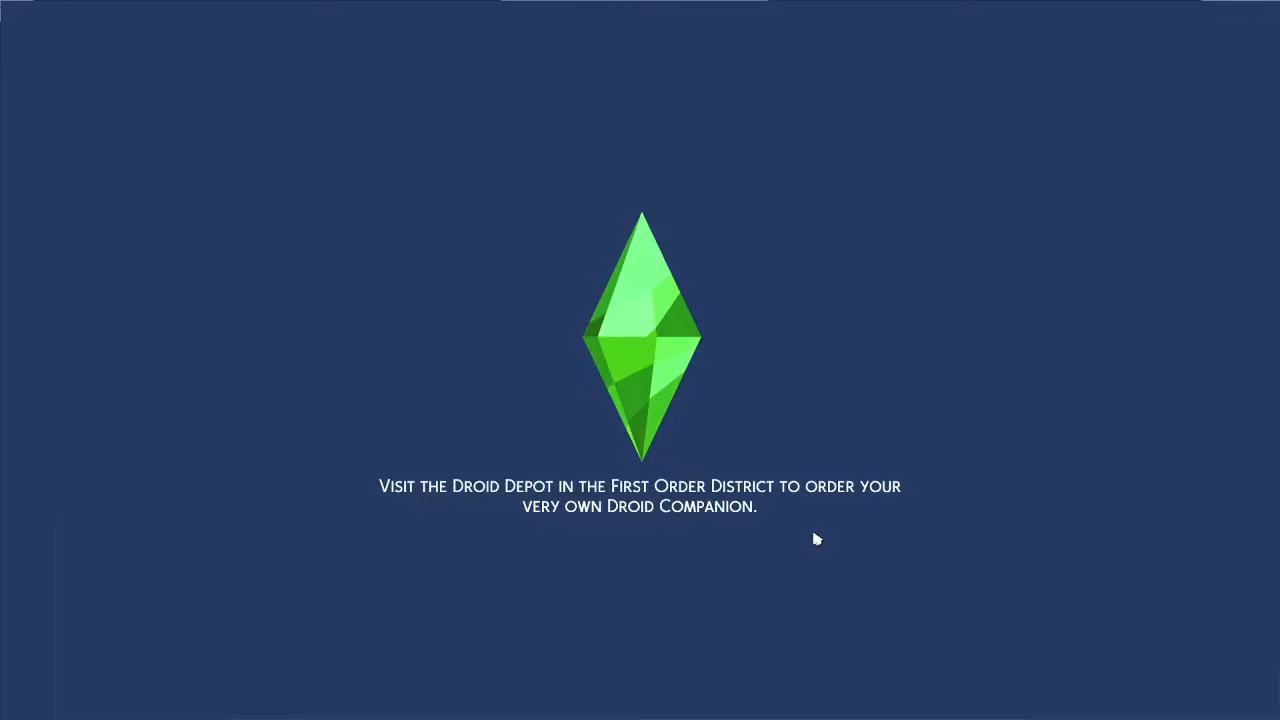 Visit the Droid Depot in the First Order District to order your
very own Droid Companion.